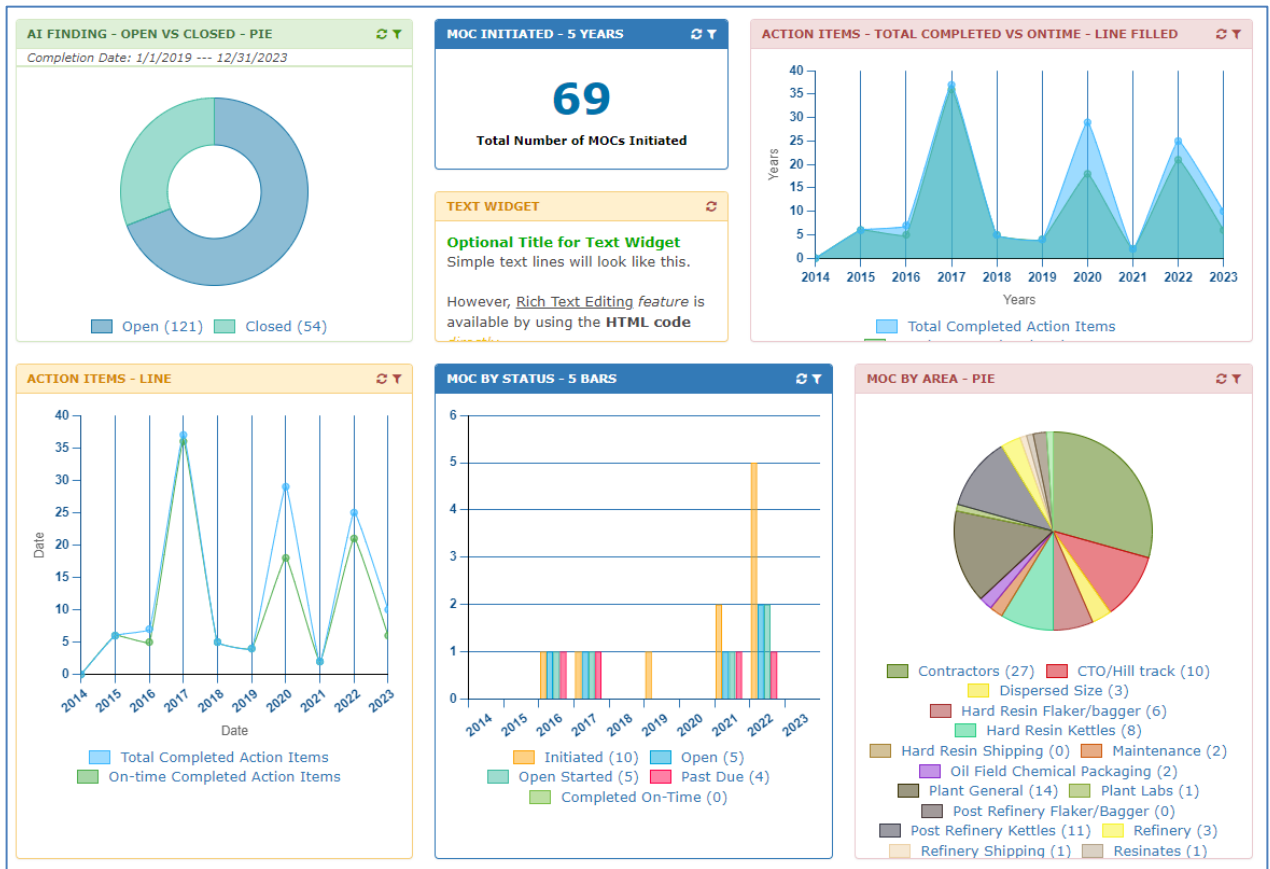 AI FINDING - OPEN VS CLOSED - PIE
Completion Date: 1/1/2019 --- 12/31/2023
Open (121) Closed (54)
MOC INITIATED - 5 YEARS
69
Total Number of MOCs Initiated
TEXT WIDGET
Optional Title for Text Widget
Simple text lines will look like this.
However, Rich Text Editing feature is
available by using the HTML code
directly
ACTION ITEMS - TOTAL COMPLETED VS ONTIME - LINE FILLED
40
35
30
25
20
15
10
5
0
Years
2014 2015 2016 2017 2018 2019 2020 2021 2022 2023
Years
Total Completed Action Items
ACTION ITEMS - LINE
40
35
30
25
20
15
10
5
0
Date
2014 2015 2016 2017 2018 2019 2020 2021 2022 2023
Date
Total Completed Action Items
On-time Completed Action Items
MOC BY STATUS - 5 BARS
6
5
4
3
2
1
0
2014 2015 2016 2017 2018 2019 2020 2021 2022 2023
Initiated (10) Open (5)
Open Started (5) Past Due (4)
Completed On-Time (0)
MOC BY AREA - PIE
Contractors (27) CTO/Hill track (10)
Dispersed Size (3)
Hard Resin Flaker/bagger (6)
Hard Resin Kettles (8)
Hard Resin Shipping (0) Maintenance (2)
Oil Field Chemical Packaging (2)
Plant General (14) Plant Labs (1)
Post Refinery Flaker/Bagger (0)
Post Refinery Kettles (11) Refinery (3)
Refinery Shipping (1) Resinates (1)